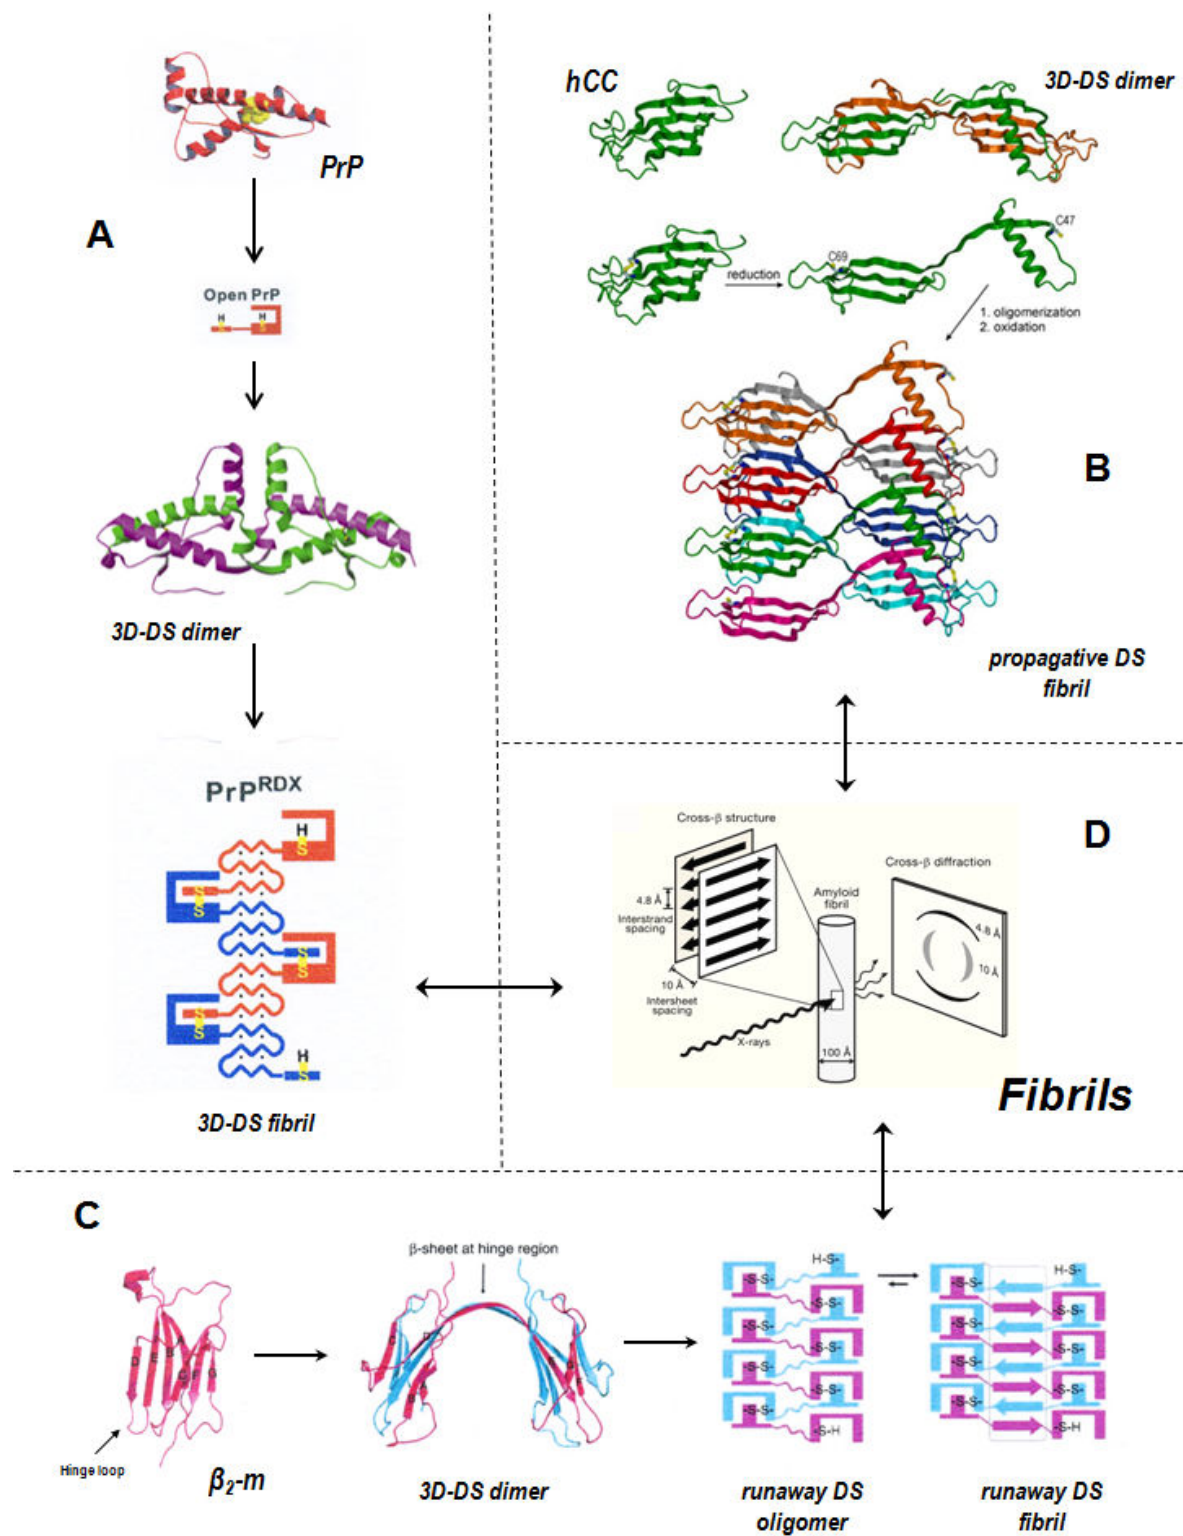 PrP
A
Open PrP
H
H
S
S
3D-DS dimer
PrP^RDX
H
S
S
S
S
S
S
S
H
S
3D-DS fibril
hCC
3D-DS dimer
C47
C69
reduction
1. oligomerization
2. oxidation
B
propagative DS
fibril
D
Cross-β structure
4.8 Å
Interstrand
spacing
10 Å
Intersheet
spacing
X-rays
Amyloid
fibril
100 Å
Cross-β diffraction
4.8 Å
10 Å
Fibrils
C
Hinge loop
D
E
B
A
C
F
G
β₂-m
β-sheet at hinge region
3D-DS dimer
H-S-
-S-S-
-S-S-
-S-S-
-S-S-
-S-S-
-S-S-
-S-S-
-S-H
runaway DS
oligomer
H-S-
-S-S-
-S-S-
-S-S-
-S-S-
-S-S-
-S-S-
-S-S-
-S-H
runaway DS
fibril